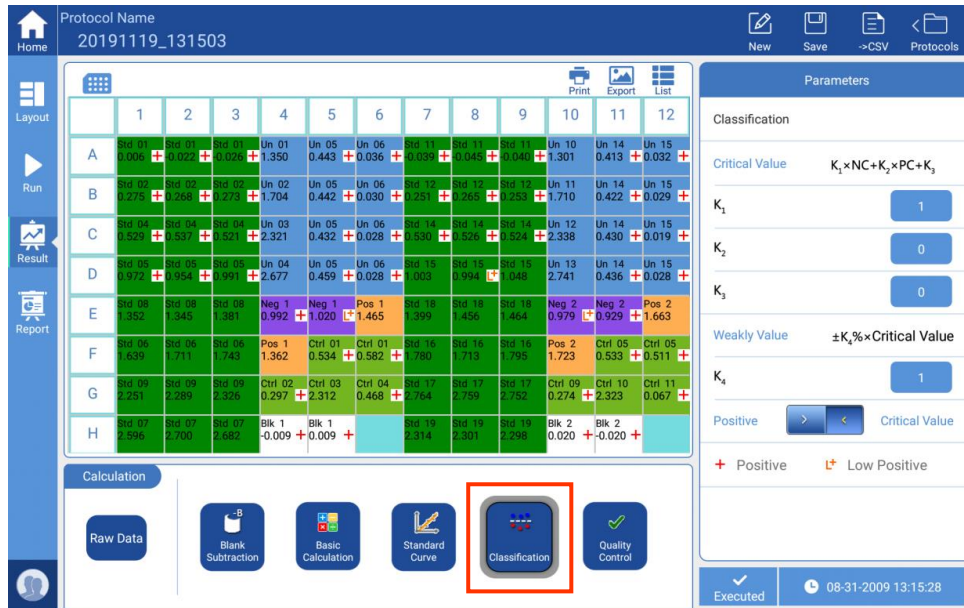 Protocol Name
20191119_131503
Home
New Save ->CSV Protocols
Layout
Run
Result
Report
Print Export List
1 2 3 4 5 6 7 8 9 10 11 12
Std 01 Std 01 Std 01 Un 01 Un 05 Un 06 Std 11 Std 11 Std 11 Un 10 Un 14 Un 15
A 0.006 + -0.022 + -0.026 + 1.350 0.443 + 0.036 + -0.039 + -0.045 + -0.040 + 1.301 0.413 + 0.032 +
Std 02 Std 02 Std 02 Un 02 Un 05 Un 06 Std 12 Std 12 Std 12 Un 11 Un 14 Un 15
B 0.275 + 0.268 + 0.273 + 1.704 0.442 + 0.030 + 0.251 + 0.265 + 0.253 + 1.710 0.422 + 0.029 +
Std 04 Std 04 Std 04 Un 03 Un 05 Un 06 Std 14 Std 14 Std 14 Un 12 Un 14 Un 15
C 0.529 + 0.537 + 0.521 + 2.321 0.432 + 0.028 + 0.530 + 0.526 + 0.524 + 2.338 0.430 + 0.019 +
Std 05 Std 05 Std 05 Un 04 Un 05 Un 06 Std 15 Std 15 Std 15 Un 13 Un 14 Un 15
D 0.972 + 0.954 + 0.991 + 2.677 0.459 + 0.028 + 1.003 0.994 L+ 1.048 2.741 0.436 + 0.028 +
Std 08 Std 08 Std 08 Neg 1 Neg 1 Pos 1 Std 18 Std 18 Std 18 Neg 2 Neg 2 Pos 2
E 1.352 1.345 1.381 0.992 + 1.020 L+ 1.465 1.399 1.456 1.464 0.979 L+ 0.929 + 1.663
Std 06 Std 06 Std 06 Pos 1 Ctrl 01 Ctrl 01 Std 16 Std 16 Std 16 Pos 2 Ctrl 05 Ctrl 05
F 1.639 1.711 1.743 1.362 0.534 + 0.582 + 1.780 1.713 1.795 1.723 0.533 + 0.511 +
Std 09 Std 09 Std 09 Ctrl 02 Ctrl 03 Ctrl 04 Std 17 Std 17 Std 17 Ctrl 09 Ctrl 10 Ctrl 11
G 2.251 2.289 2.326 0.297 + 2.312 0.468 + 2.764 2.759 2.752 0.274 + 2.323 0.067 +
Std 07 Std 07 Std 07 Blk 1 Blk 1 Std 19 Std 19 Std 19 Blk 2 Blk 2
H 2.596 2.700 2.682 -0.009 + 0.009 + 2.314 2.301 2.298 0.020 + -0.020 +
Calculation
Raw Data
-B
Blank
Subtraction
Basic
Calculation
Standard
Curve
Classification
Quality
Control
Parameters
Classification
Critical Value K₁×NC+K₂×PC+K₃
K₁ 1
K₂ 0
K₃ 0
Weakly Value ±K₄%×Critical Value
K₄ 1
Positive > < Critical Value
+ Positive L+ Low Positive
Executed
08-31-2009 13:15:28